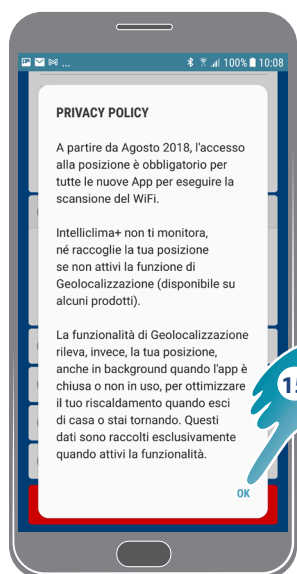 ... 100% 10:08
PRIVACY POLICY
A partire da Agosto 2018, l'accesso
alla posizione è obbligatorio per
tutte le nuove App per eseguire la
scansione del WiFi.
Intelliclima+ non ti monitora,
né raccoglie la tua posizione
se non attivi la funzione di
Geolocalizzazione (disponibile su
alcuni prodotti).
La funzionalità di Geolocalizzazione
rileva, invece, la tua posizione,
anche in background quando l'app è
chiusa o non in uso, per ottimizzare
il tuo riscaldamento quando esci
di casa o stai tornando. Questi
dati sono raccolti esclusivamente
quando attivi la funzionalità.
15
OK